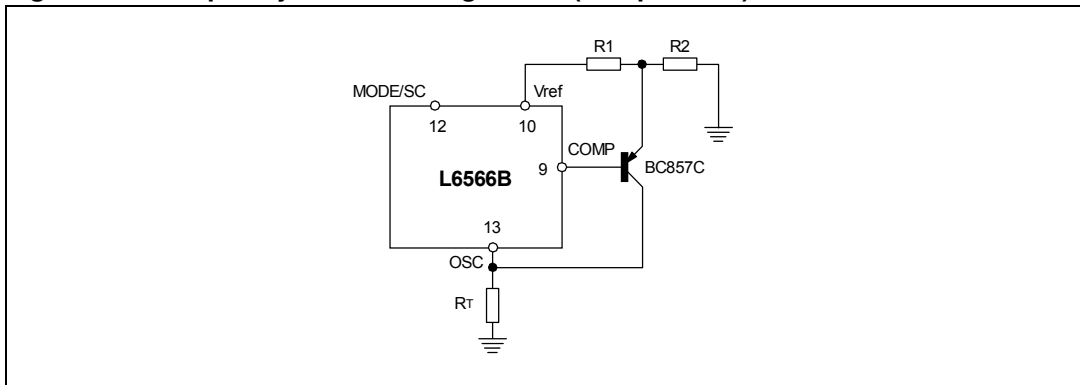 R1 R2
MODE/SC Vref
12 10
COMP
9 BC857C
L6566B
13
OSC
RT